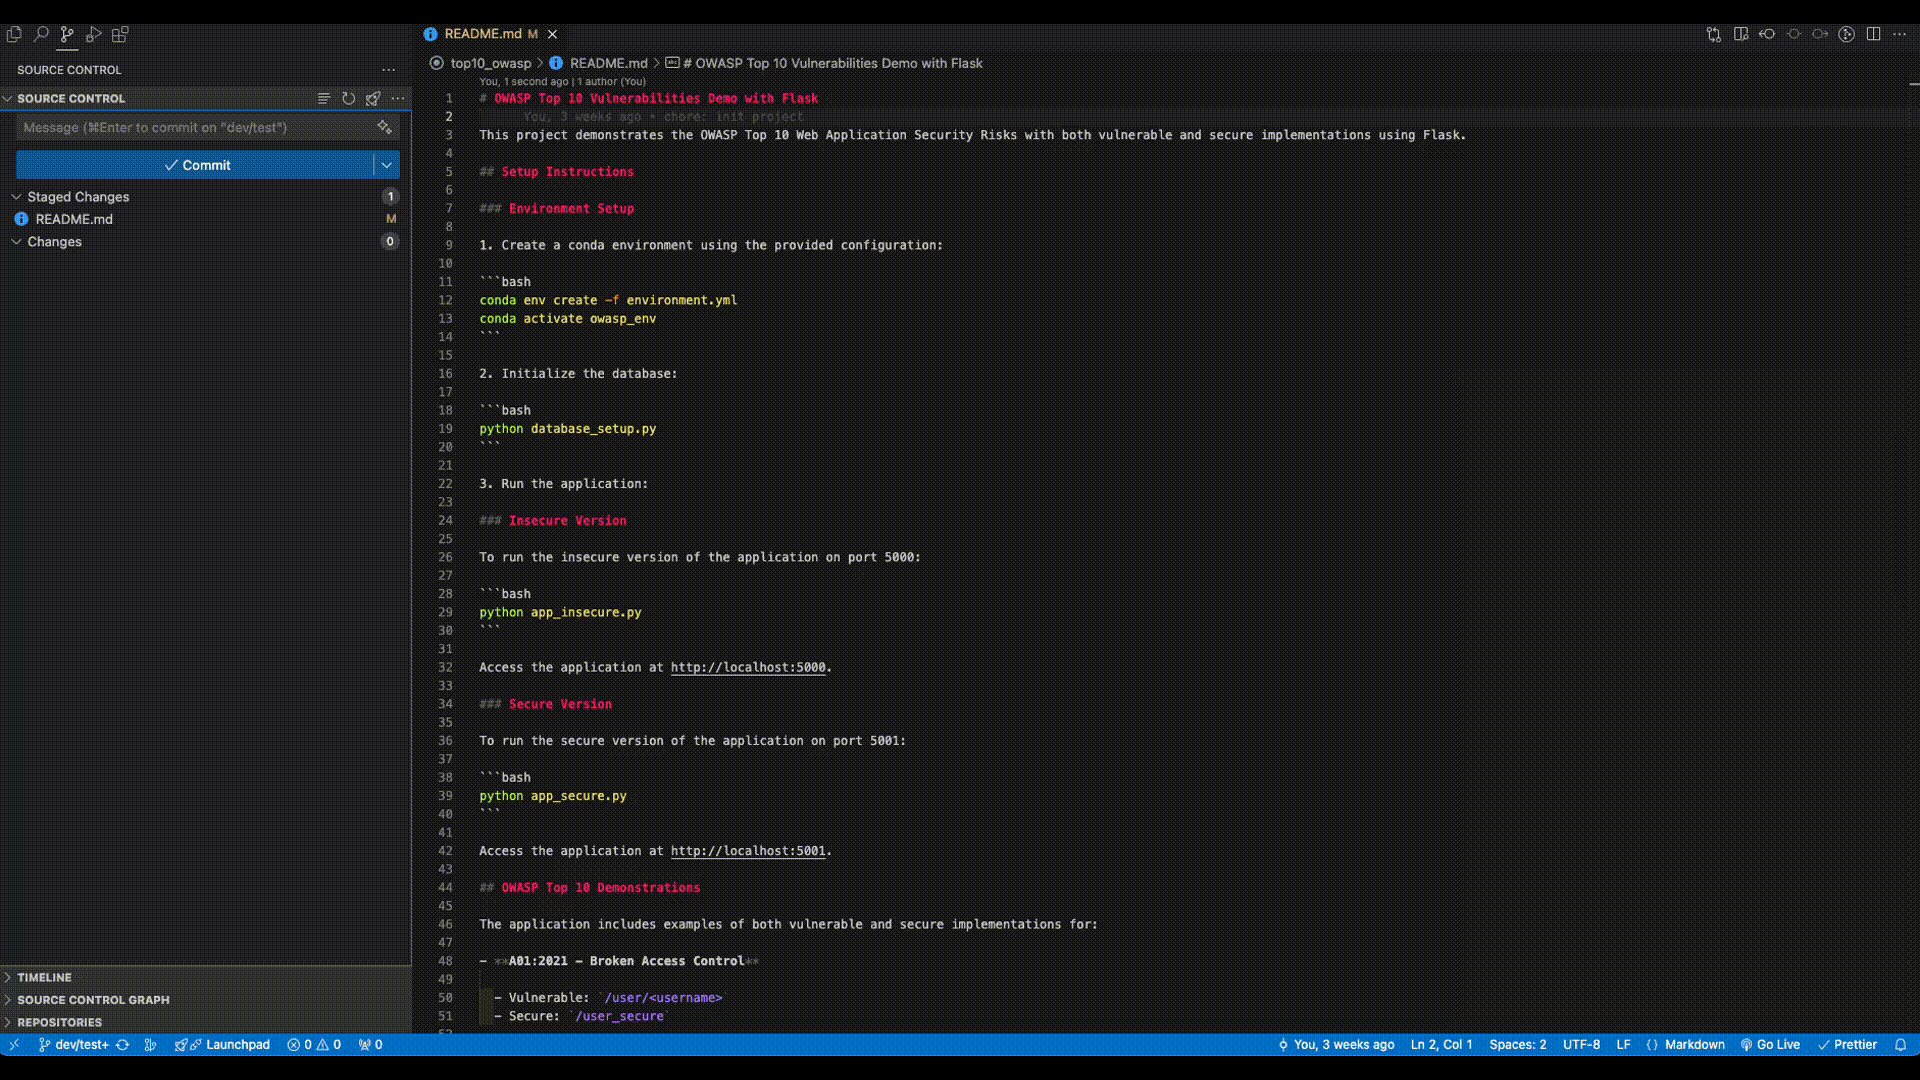 SOURCE CONTROL
SOURCE CONTROL
Message (⌘Enter to commit on "dev/test")
Commit
Staged Changes 1
README.md M
Changes 0
TIMELINE
SOURCE CONTROL GRAPH
REPOSITORIES
README.md M
top10_owasp > README.md > # OWASP Top 10 Vulnerabilities Demo with Flask
You, 1 second ago | 1 author (You)
1 # OWASP Top 10 Vulnerabilities Demo with Flask
2 You, 3 weeks ago • chore: init project
3 This project demonstrates the OWASP Top 10 Web Application Security Risks with both vulnerable and secure implementations using Flask.
4
5 ## Setup Instructions
6
7 ### Environment Setup
8
9 1. Create a conda environment using the provided configuration:
10
11 ```bash
12 conda env create -f environment.yml
13 conda activate owasp_env
14 ```
15
16 2. Initialize the database:
17
18 ```bash
19 python database_setup.py
20 ```
21
22 3. Run the application:
23
24 ### Insecure Version
25
26 To run the insecure version of the application on port 5000:
27
28 ```bash
29 python app_insecure.py
30 ```
31
32 Access the application at http://localhost:5000.
33
34 ### Secure Version
35
36 To run the secure version of the application on port 5001:
37
38 ```bash
39 python app_secure.py
40 ```
41
42 Access the application at http://localhost:5001.
43
44 ## OWASP Top 10 Demonstrations
45
46 The application includes examples of both vulnerable and secure implementations for:
47
48 - **A01:2021 - Broken Access Control**
49
50 - Vulnerable: `/user/<username>`
51 - Secure: `/user_secure`
52
dev/test+ Launchpad 0 0 0 You, 3 weeks ago Ln 2, Col 1 Spaces: 2 UTF-8 LF {} Markdown Go Live Prettier